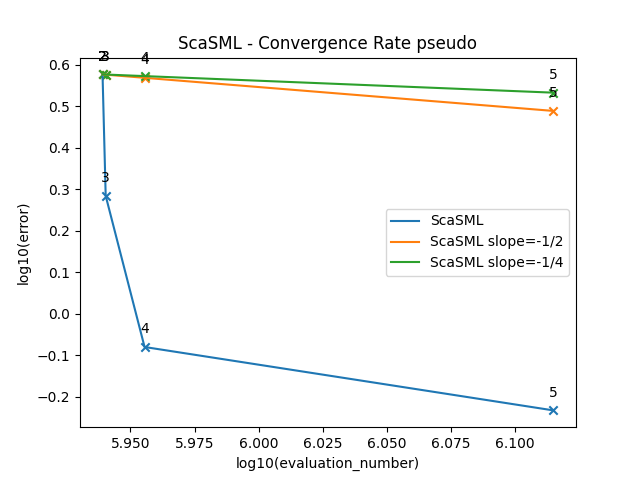 ScaSML - Convergence Rate pseudo
2 3
4
4
5
5
3
4
5
log10(error)
0.6
0.5
0.4
0.3
0.2
0.1
0.0
−0.1
−0.2
ScaSML
ScaSML slope=-1/2
ScaSML slope=-1/4
5.950 5.975 6.000 6.025 6.050 6.075 6.100
log10(evaluation_number)